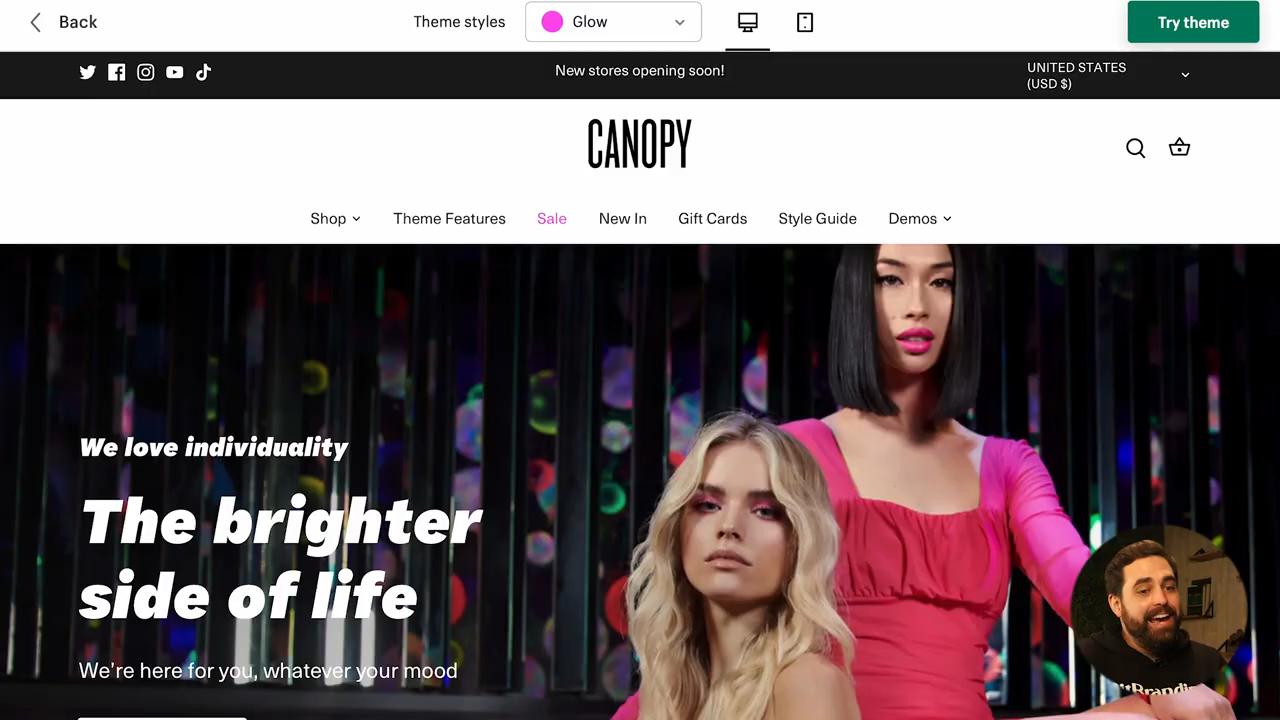 Back
Theme styles
Glow
Try theme
New stores opening soon!
UNITED STATES
(USD $)
CANOPY
Shop
Theme Features
Sale
New In
Gift Cards
Style Guide
Demos
We love individuality
The brighter
side of life
We're here for you, whatever your mood